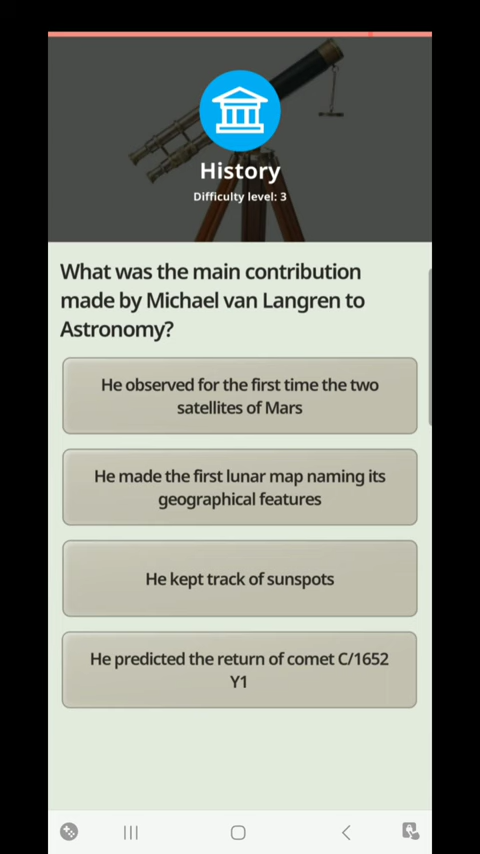 History
Difficulty level: 3
What was the main contribution
made by Michael van Langren to
Astronomy?
He observed for the first time the two
satellites of Mars
He made the first lunar map naming its
geographical features
He kept track of sunspots
He predicted the return of comet C/1652
Y1